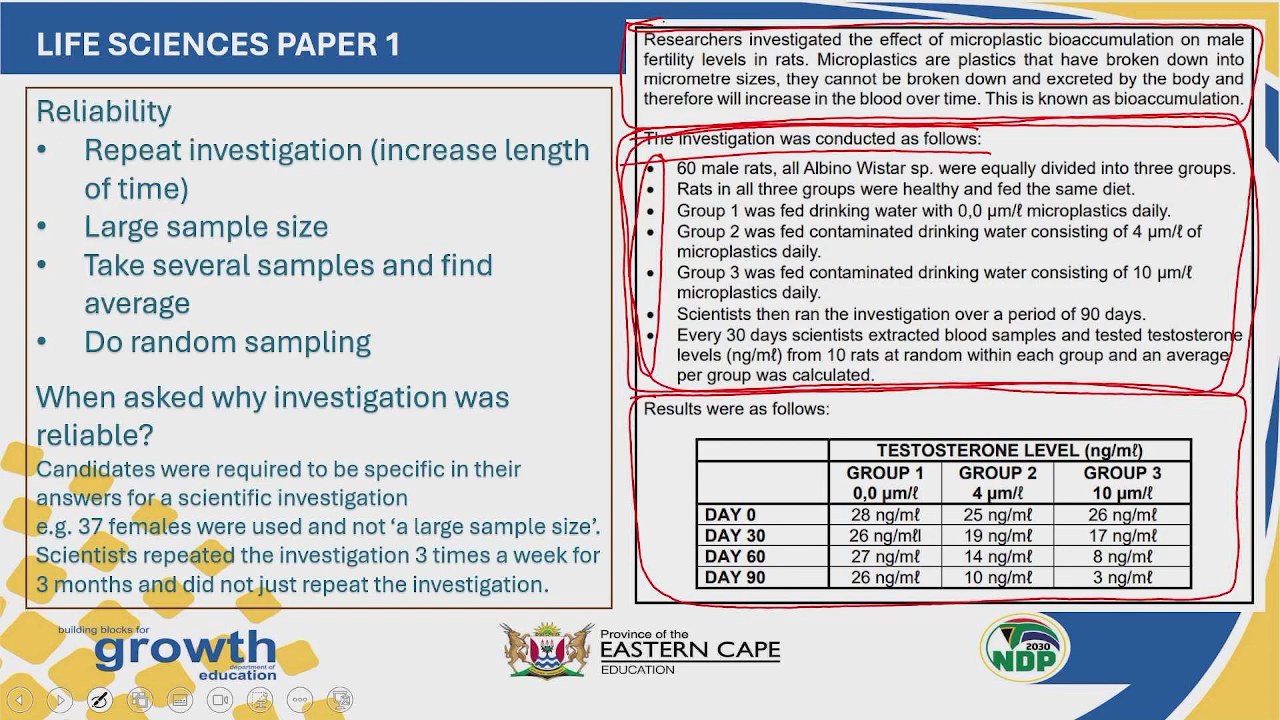 LIFE SCIENCES PAPER 1
Reliability
• Repeat investigation (increase length
of time)
• Large sample size
• Take several samples and find
average
• Do random sampling
When asked why investigation was
reliable?
Candidates were required to be specific in their
answers for a scientific investigation
e.g. 37 females were used and not ‘a large sample size’.
Scientists repeated the investigation 3 times a week for
3 months and did not just repeat the investigation.
Researchers investigated the effect of microplastic bioaccumulation on male
fertility levels in rats. Microplastics are plastics that have broken down into
micrometre sizes, they cannot be broken down and excreted by the body and
therefore will increase in the blood over time. This is known as bioaccumulation.
The investigation was conducted as follows:
• 60 male rats, all Albino Wistar sp. were equally divided into three groups.
• Rats in all three groups were healthy and fed the same diet.
• Group 1 was fed drinking water with 0,0 µm/ℓ microplastics daily.
• Group 2 was fed contaminated drinking water consisting of 4 µm/ℓ of
microplastics daily.
• Group 3 was fed contaminated drinking water consisting of 10 µm/ℓ
microplastics daily.
• Scientists then ran the investigation over a period of 90 days.
• Every 30 days scientists extracted blood samples and tested testosterone
levels (ng/mℓ) from 10 rats at random within each group and an average
per group was calculated.
Results were as follows:
TESTOSTERONE LEVEL (ng/mℓ)
GROUP 1 GROUP 2 GROUP 3
0,0 µm/ℓ 4 µm/ℓ 10 µm/ℓ
DAY 0 28 ng/mℓ 25 ng/mℓ 26 ng/mℓ
DAY 30 26 ng/mℓl 19 ng/mℓ 17 ng/mℓ
DAY 60 27 ng/mℓ 14 ng/mℓ 8 ng/mℓ
DAY 90 26 ng/mℓ 10 ng/mℓ 3 ng/mℓ
building blocks for
growth
department of
education
Province of the
EASTERN CAPE
EDUCATION
2030
NDP